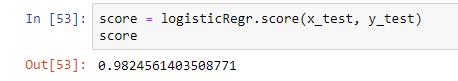 In [53]: score = logisticRegr.score(x_test, y_test)
score
Out[53]: 0.9824561403508771